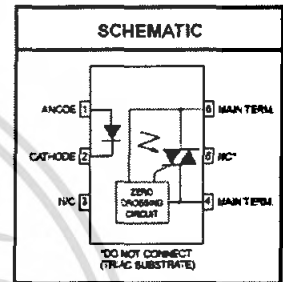 SCHEMATIC
ANODE 1
6 MAIN TERM.
CATHODE 2
5 NC*
N/C 3
4 MAIN TERM.
ZERO
CROSSING
CIRCUIT
*DO NOT CONNECT
(TRIAC SUBSTRATE)